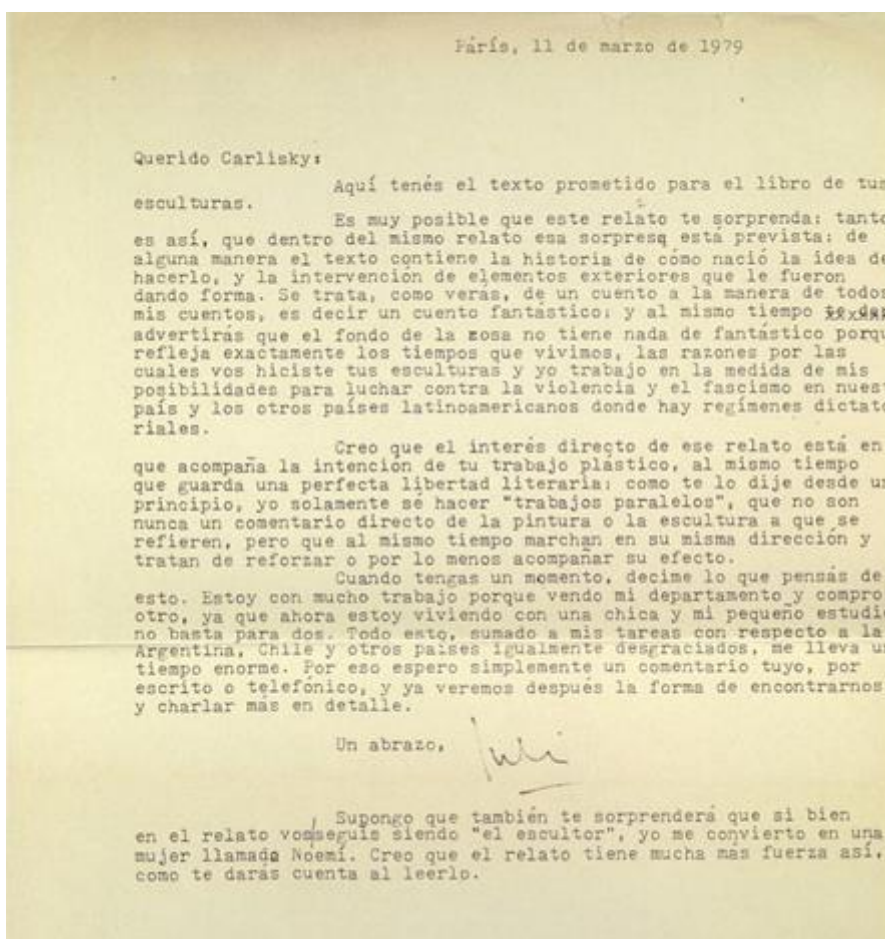 París, 11 de marzo de 1979
Querido Carlisky:
Aquí tenés el texto prometido para el libro de tus
esculturas.
Es muy posible que este relato te sorprenda: tanto
es así, que dentro del mismo relato esa sorpresa está prevista: de
alguna manera el texto contiene la historia de cómo nació la idea de
hacerlo, y la intervención de elementos exteriores que le fueron
dando forma. Se trata, como verás, de un cuento a la manera de todos
mis cuentos, es decir un cuento fantástico; y al mismo tiempo
advertirás que el fondo de la cosa no tiene nada de fantástico porqu
refleja exactamente los tiempos que vivimos, las razones por las
cuales vos hiciste tus esculturas y yo trabajo en la medida de mis
posibilidades para luchar contra la violencia y el fascismo en nuest
país y los otros países latinoamericanos donde hay regímenes dictato
riales.
Creo que el interés directo de ese relato está en
que acompaña la intención de tu trabajo plástico, al mismo tiempo
que guarda una perfecta libertad literaria; como te lo dije desde un
principio, yo solamente sé hacer "trabajos paralelos", que no son
nunca un comentario directo de la pintura o la escultura a que se
refieren, pero que al mismo tiempo marchan en su misma dirección y
tratan de reforzar o por lo menos acompañar su efecto.
Cuando tengas un momento, decime lo que pensás de
esto. Estoy con mucho trabajo porque vendo mi departamento y compro
otro, ya que ahora estoy viviendo con una chica y mi pequeño estudio
no basta para dos. Todo esto, sumado a mis tareas con respecto a la
Argentina, Chile y otros países igualmente desgraciados, me lleva un
tiempo enorme. Por eso espero simplemente un comentario tuyo, por
escrito o telefónico, y ya veremos después la forma de encontrarnos
y charlar más en detalle.
Un abrazo,
Supongo que también te sorprenderá que si bien
en el relato vos seguís siendo "el escultor", yo me convierto en una
mujer llamada Noemí. Creo que el relato tiene mucha más fuerza así,
como te darás cuenta al leerlo.